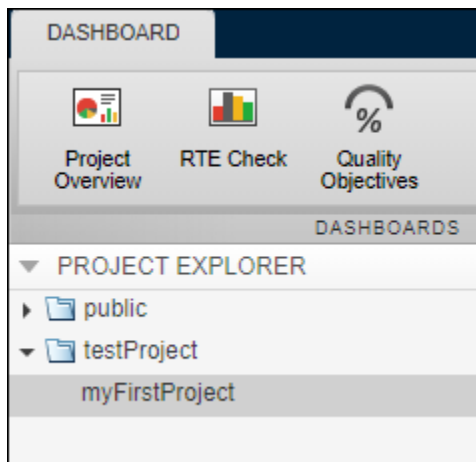 DASHBOARD
Project
Overview
RTE Check
%
Quality
Objectives
DASHBOARDS
PROJECT EXPLORER
public
testProject
myFirstProject